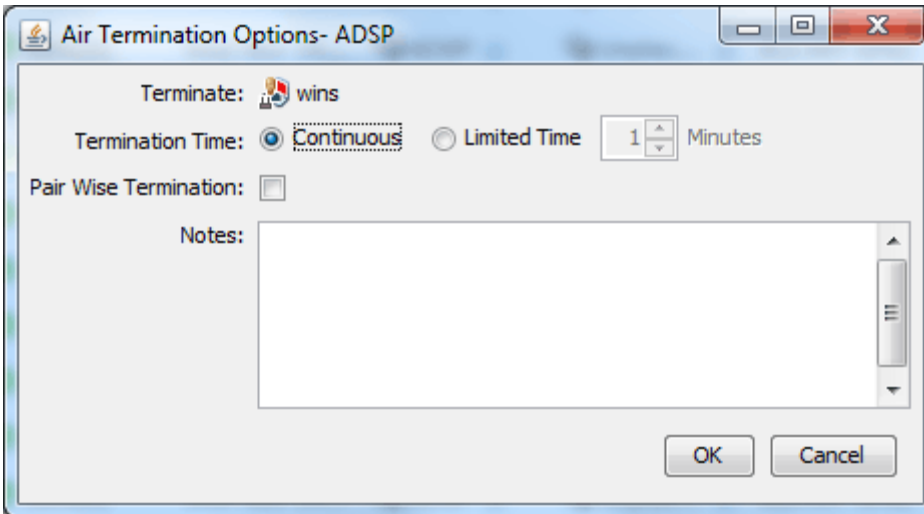 Air Termination Options- ADSP
Terminate: wins
Termination Time: Continuous Limited Time 1 Minutes
Pair Wise Termination:
Notes:
OK Cancel